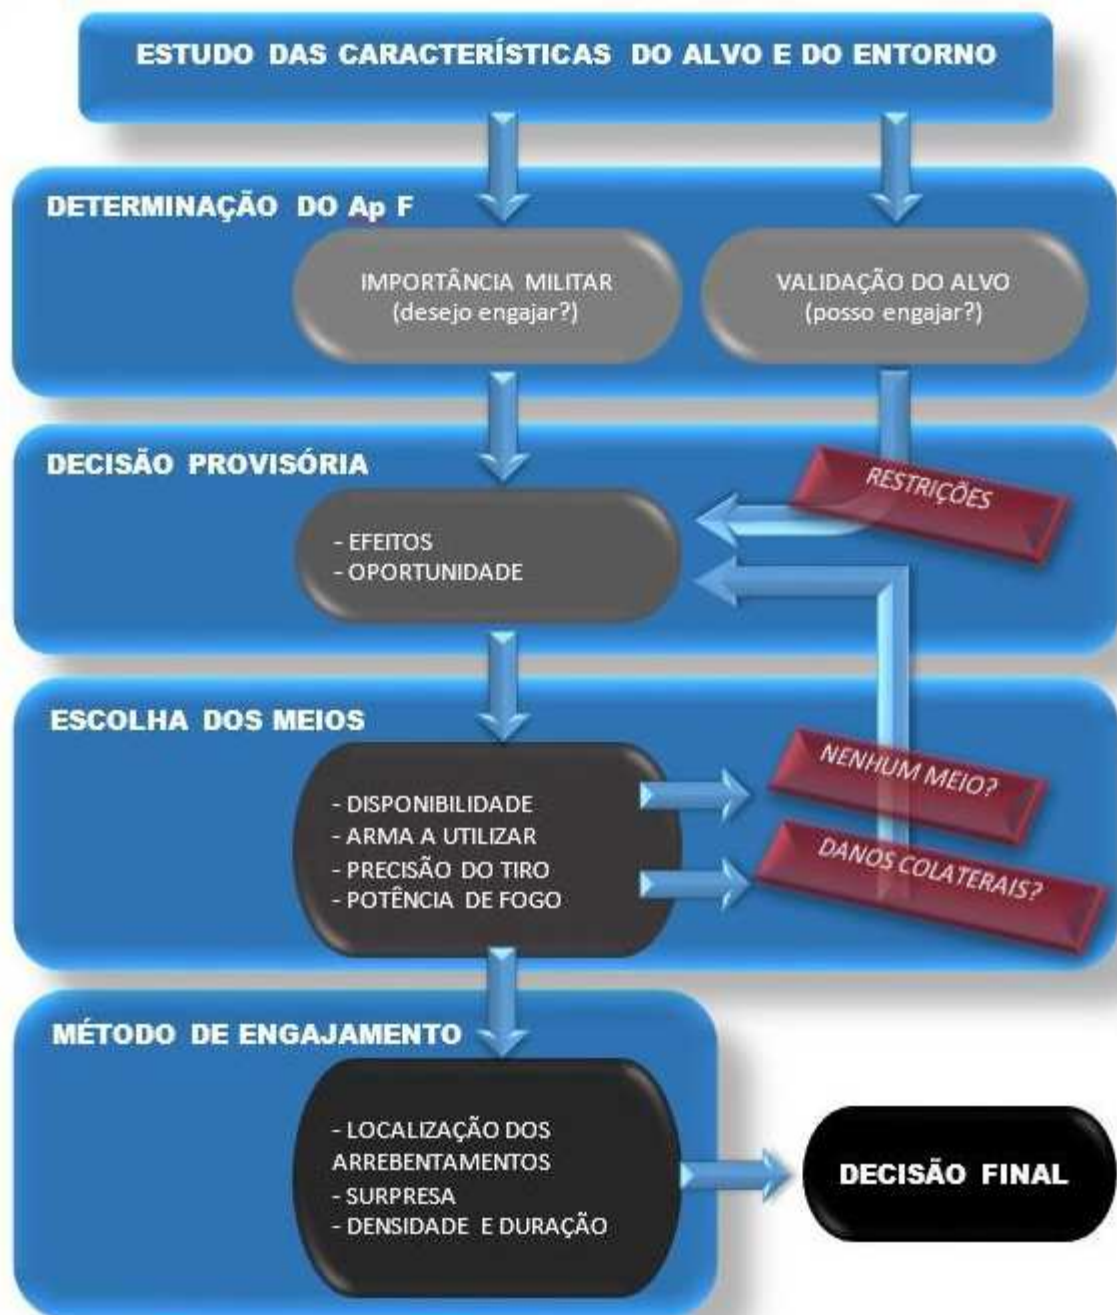 ESTUDO DAS CARACTERÍSTICAS DO ALVO E DO ENTORNO
DETERMINAÇÃO DO Ap F
IMPORTÂNCIA MILITAR
(desejo engajar?)
VALIDAÇÃO DO ALVO
(posso engajar?)
DECISÃO PROVISÓRIA
RESTRIÇÕES
- EFEITOS
- OPORTUNIDADE
ESCOLHA DOS MEIOS
- DISPONIBILIDADE
- ARMA A UTILIZAR
- PRECISÃO DO TIRO
- POTÊNCIA DE FOGO
NENHUM MEIO?
DANOS COLATERAIS?
MÉTODO DE ENGAJAMENTO
- LOCALIZAÇÃO DOS
ARREBENTAMENTOS
- SURPRESA
- DENSIDADE E DURAÇÃO
DECISÃO FINAL